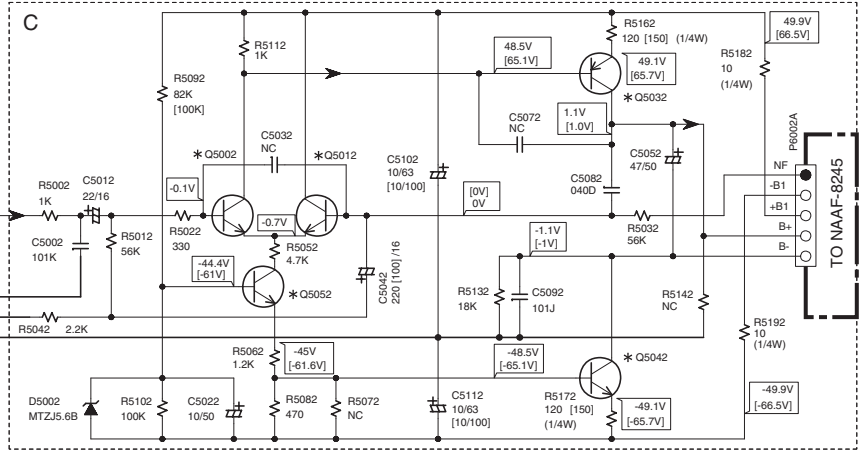 C
R5112
1K
R5092
82K
[100K]
48.5V
[65.1V]
R5162
120 [150] (1/4W)
49.1V
[65.7V]
*Q5032
49.9V
[66.5V]
R5182
10
(1/4W)
P6002A
C5072
NC
1.1V
[1.0V]
C5032
NC
*Q5002
*Q5012
C5102
10/63
[10/100]
C5052
47/50
C5082
040D
NF
-B1
+B1
B+
B-
TO NAAF-8245
-0.1V
R5002
1K
C5012
22/16
[0V]
0V
-0.7V
R5022
330
R5032
56K
C5002
101K
R5012
56K
R5052
4.7K
-1.1V
[-1V]
-44.4V
[-61V]
*Q5052
C5042
220 [100] /16
R5132
18K
C5092
101J
R5142
NC
R5042 2.2K
R5192
10
(1/4W)
R5062
1.2K
-45V
[-61.6V]
-48.5V
[-65.1V]
*Q5042
D5002
MTZJ5.6B
R5102
100K
C5022
10/50
R5082
470
R5072
NC
C5112
10/63
[10/100]
R5172
120 [150]
(1/4W)
-49.1V
[-65.7V]
-49.9V
[-66.5V]